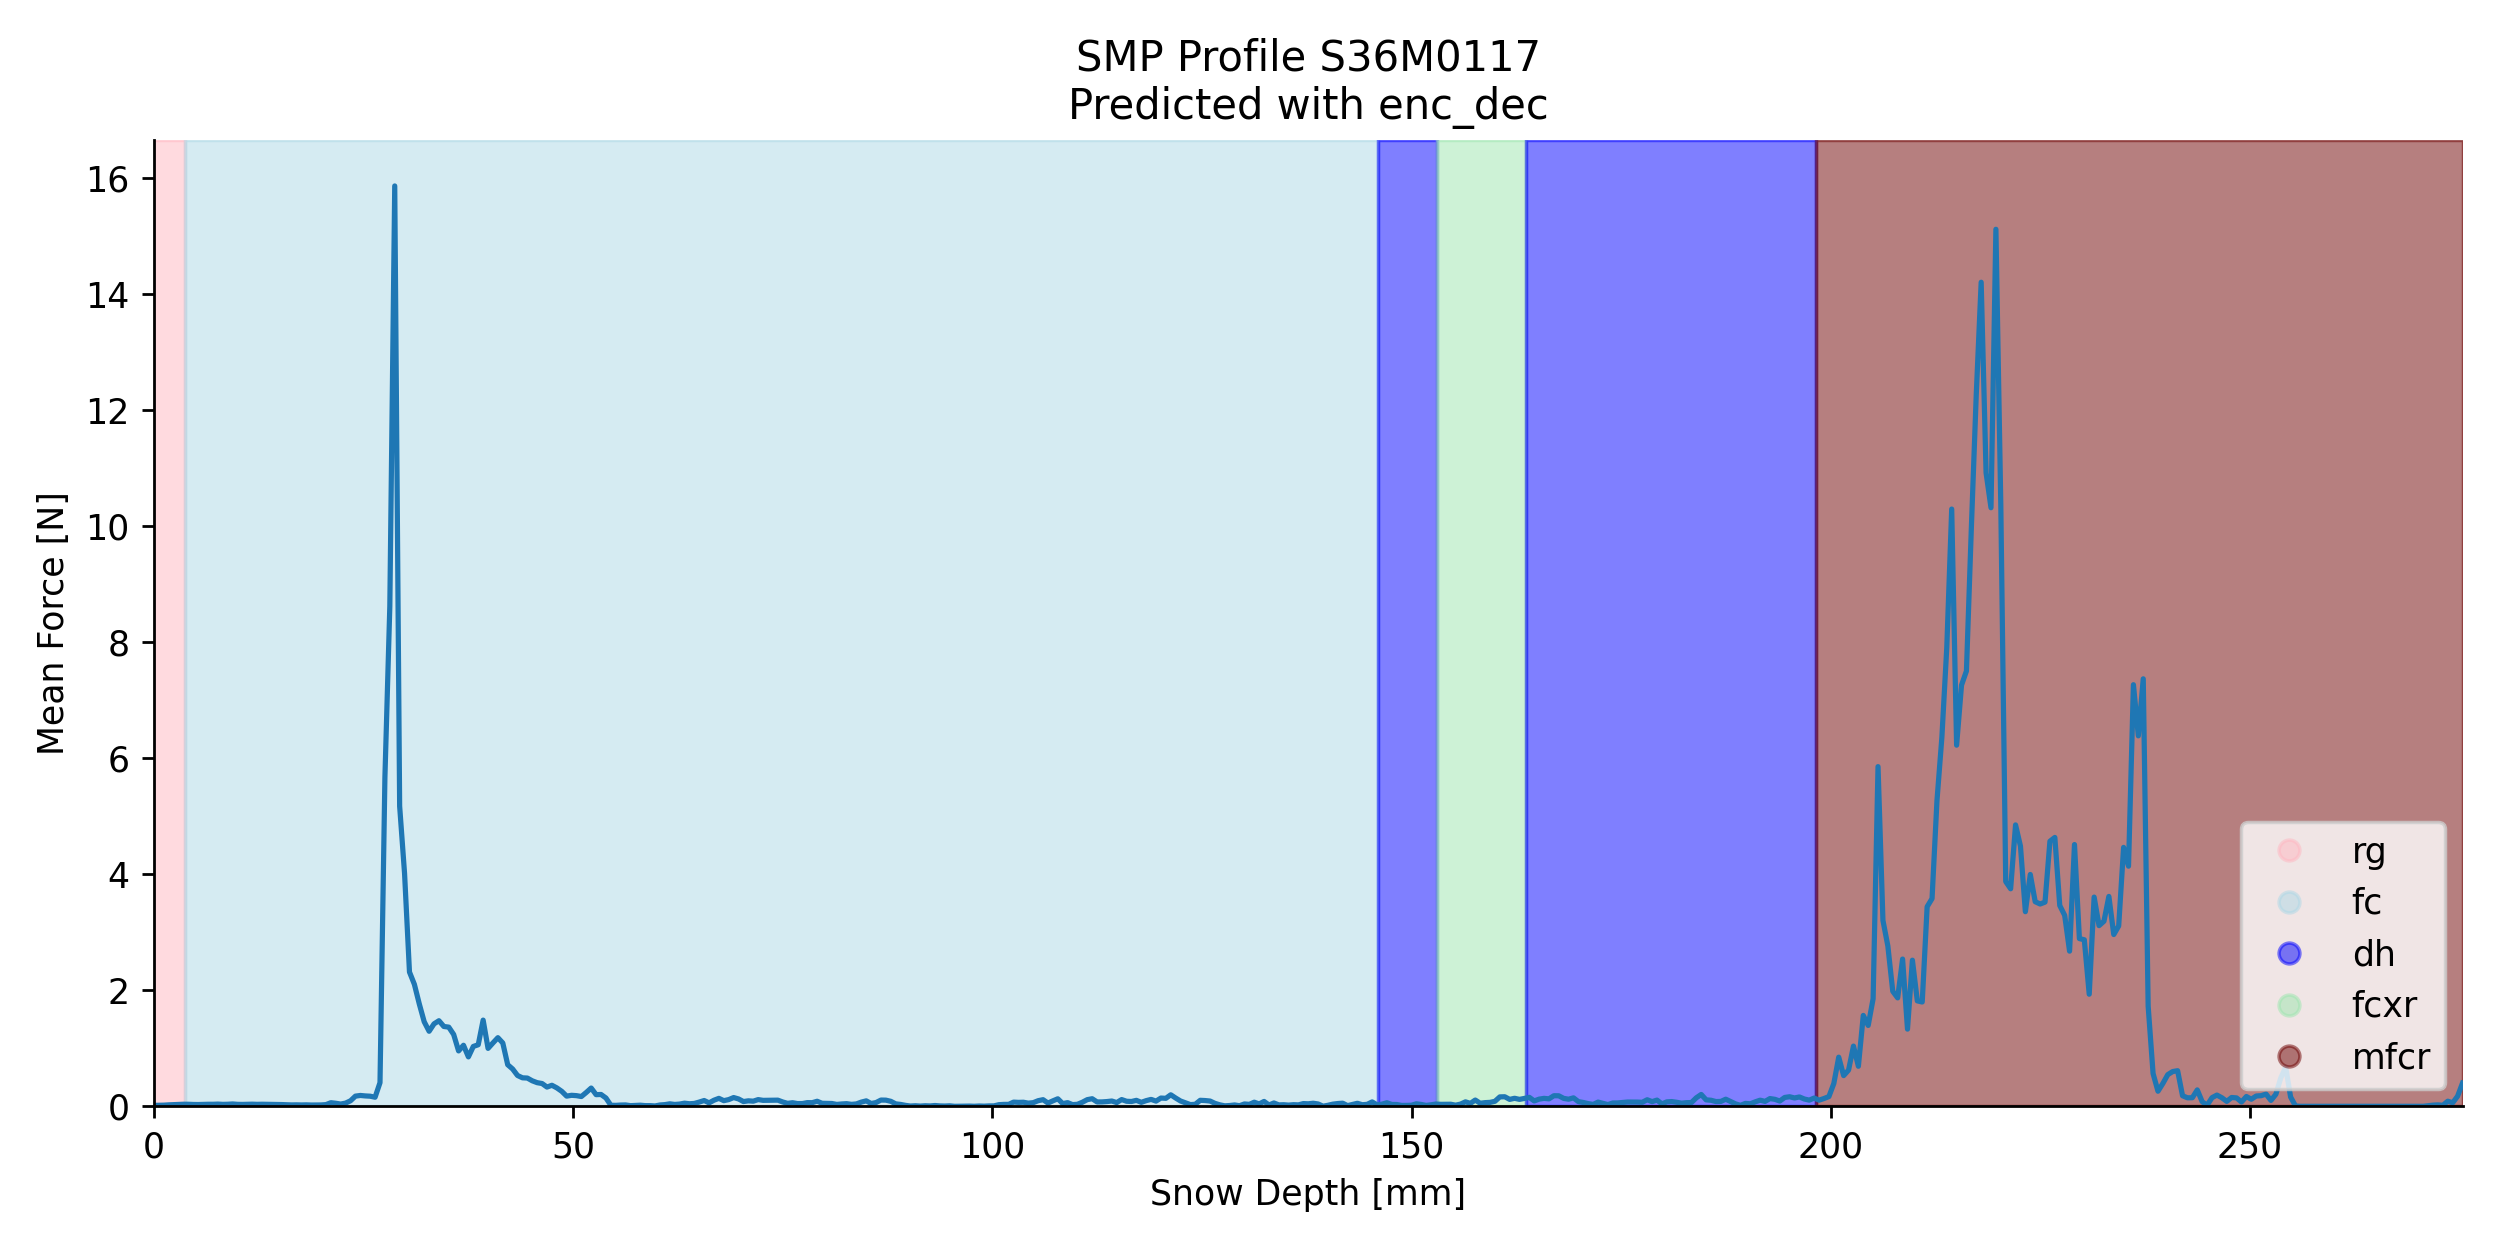 SMP Profile S36M0117
Predicted with enc_dec
Mean Force [N]
16
14
12
10
8
6
4
2
0
rg
fc
dh
fcxr
mfcr
0 50 100 150 200 250
Snow Depth [mm]